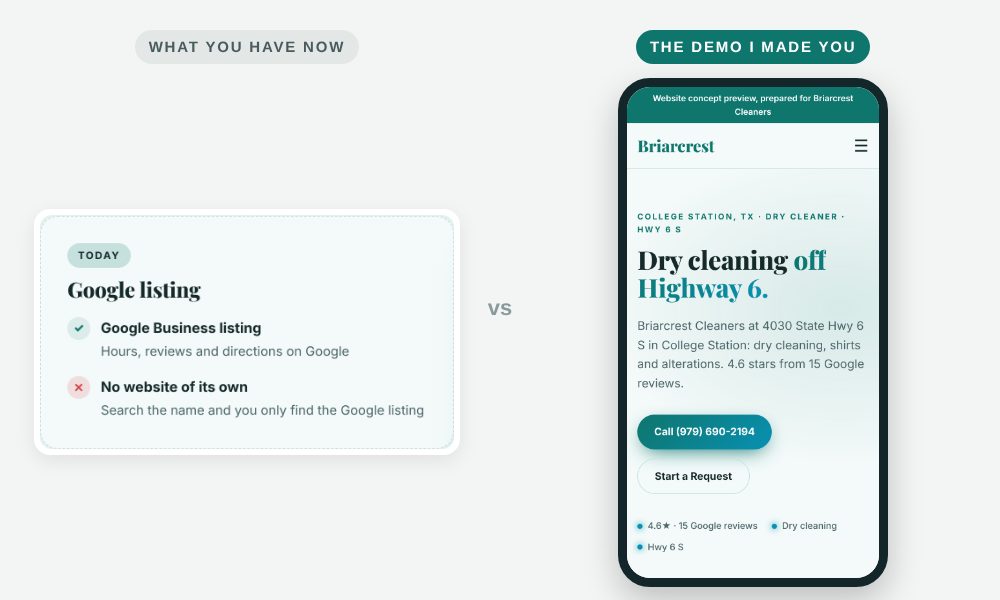 WHAT YOU HAVE NOW
TODAY
Google listing
Google Business listing
Hours, reviews and directions on Google
No website of its own
Search the name and you only find the Google listing
vs
THE DEMO I MADE YOU
Website concept preview, prepared for Briarcrest
Cleaners
Briarcrest
COLLEGE STATION, TX · DRY CLEANER ·
HWY 6 S
Dry cleaning off
Highway 6.
Briarcrest Cleaners at 4030 State Hwy 6
S in College Station: dry cleaning, shirts
and alterations. 4.6 stars from 15 Google
reviews.
Call (979) 690-2194
Start a Request
4.6★ · 15 Google reviews
Dry cleaning
Hwy 6 S